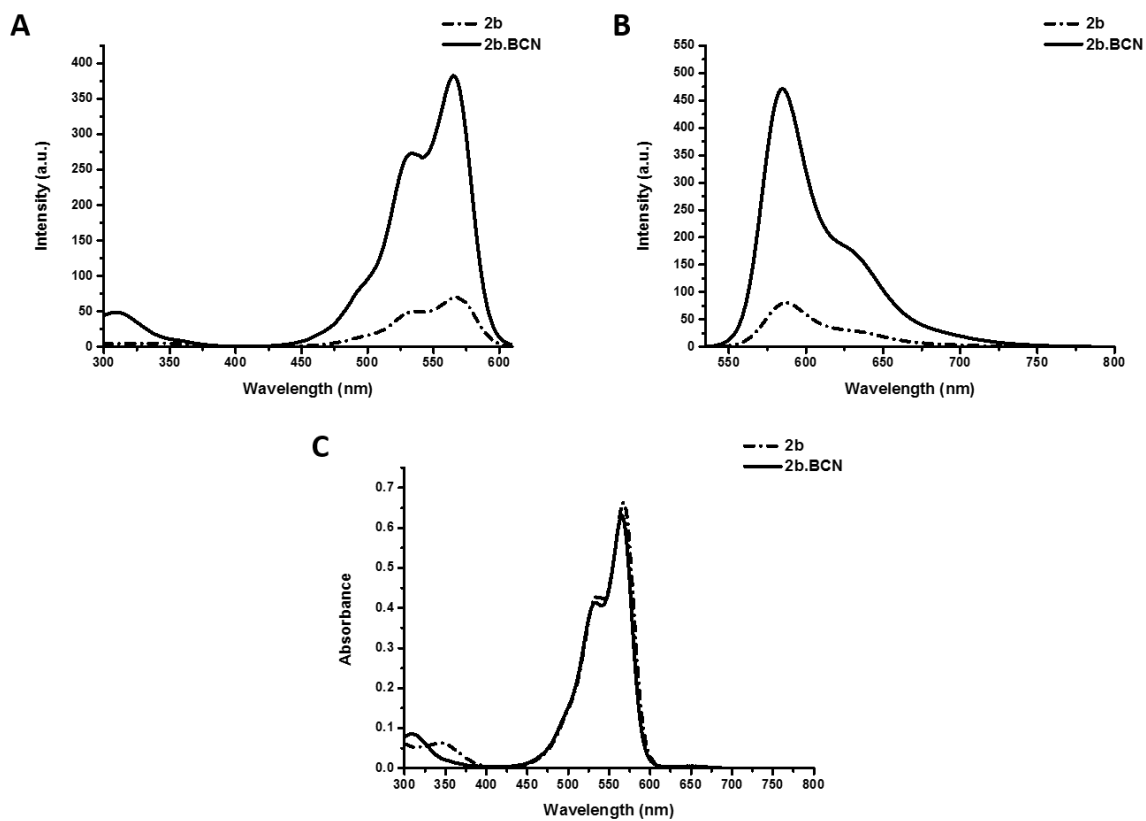 A
2b
2b.BCN
Intensity (a.u.)
400
350
300
250
200
150
100
50
0
300 350 400 450 500 550 600
Wavelength (nm)
B
2b
2b.BCN
Intensity (a.u.)
550
500
450
400
350
300
250
200
150
100
50
0
550 600 650 700 750 800
Wavelength (nm)
C
2b
2b.BCN
Absorbance
0.7
0.6
0.5
0.4
0.3
0.2
0.1
0.0
300 350 400 450 500 550 600 650 700 750 800
Wavelength (nm)